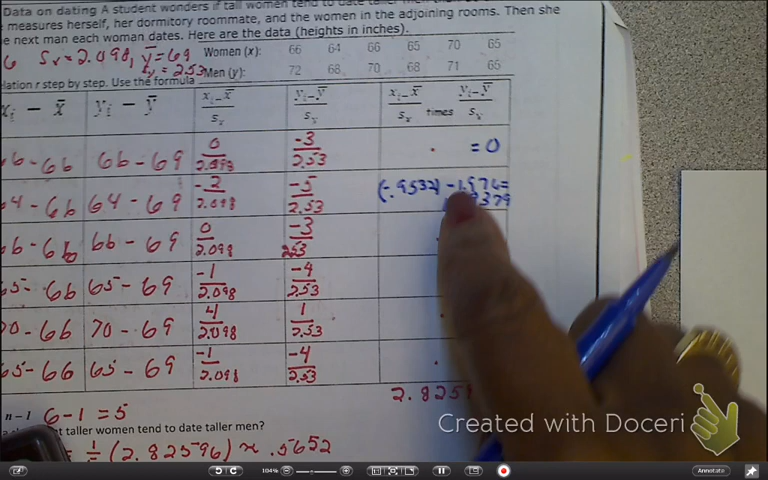 Data on dating A student wonders if tall women tend to date taller
measures herself, her dormitory roommate, and the women in the adjoining rooms. Then she
e next man each woman dates. Here are the data (heights in inches).
6 Sx=2.098, ȳ=69
Women (x): 66 64 66 65 70 65
sy=2.53
Men (y): 72 68 70 68 71 65
elation r step by step. Use the formula
xi - x̄ yi - ȳ xi-x̄/sx yi-ȳ/sy xi-x̄/sx times yi-ȳ/sy
66-66 66-69 0/2.098 -3/2.53 · = 0
64-66 64-69 -2/2.098 -5/2.53 (-.9532) -1.976=
379
66-66 66-69 0/2.098 -3/2.53
65-66 65-69 -1/2.098 -4/2.53
70-66 70-69 4/2.098 1/2.53
65-66 65-69 -1/2.098 -4/2.53
2.8259
n-1 6-1=5
at taller women tend to date taller men?
= (2.82596) ≈ .5652
Created with Doceri
104%
Annotate